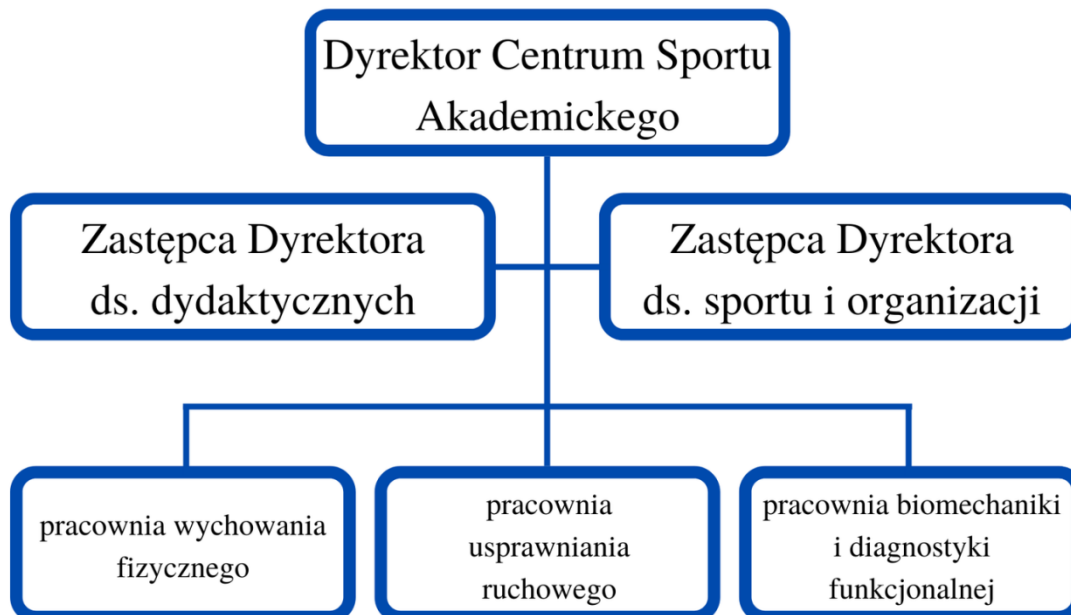 Dyrektor Centrum Sportu
Akademickego
Zastępca Dyrektora
ds. dydaktycznych
Zastępca Dyrektora
ds. sportu i organizacji
pracownia wychowania
fizycznego
pracownia
usprawniania
ruchowego
pracownia biomechaniki
i diagnostyki
funkcjonalnej